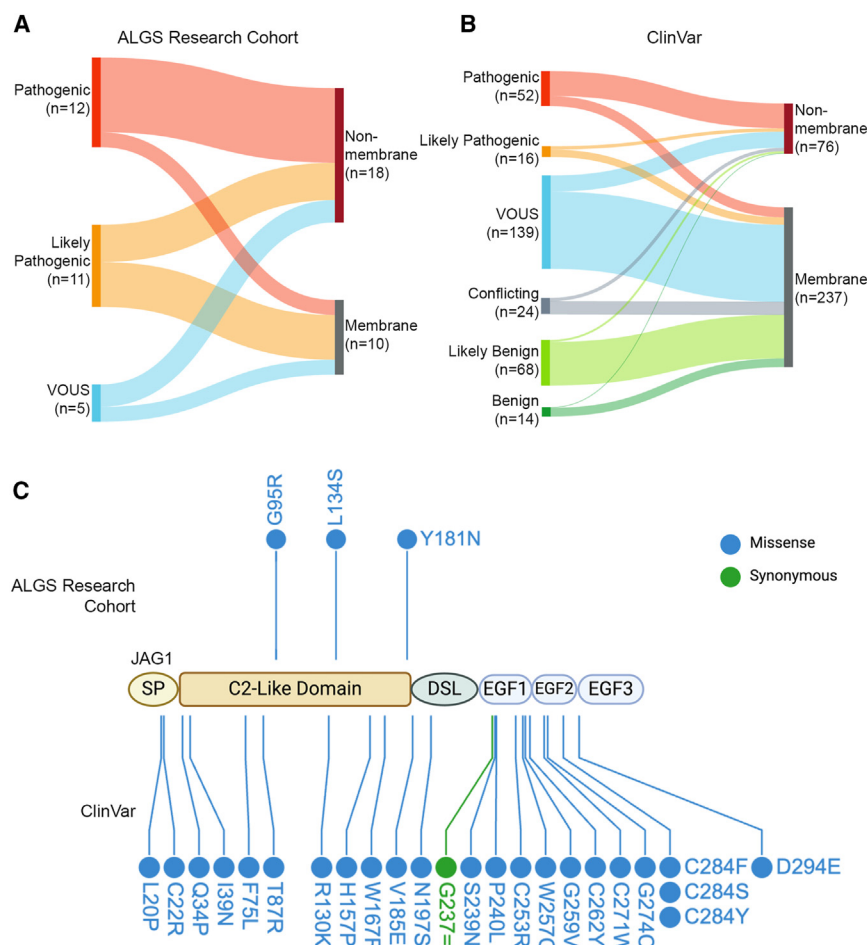 A
ALGS Research Cohort
Pathogenic
(n=12)
Likely
Pathogenic
(n=11)
VOUS
(n=5)
Non-
membrane
(n=18)
Membrane
(n=10)
B
ClinVar
Pathogenic
(n=52)
Likely Pathogenic
(n=16)
VOUS
(n=139)
Conflicting
(n=24)
Likely Benign
(n=68)
Benign
(n=14)
Non-
membrane
(n=76)
Membrane
(n=237)
C
G95R
L134S
Y181N
Missense
Synonymous
ALGS Research
Cohort
JAG1
SP
C2-Like Domain
DSL
EGF1
EGF2
EGF3
ClinVar
L20P
C22R
Q34P
I39N
F75L
T87R
R130K
H157P
V185E
N197S
G237=
S239N
P240L
C253R
G259V
C262Y
C271W
G274C
C284F
C284S
C284Y
D294E